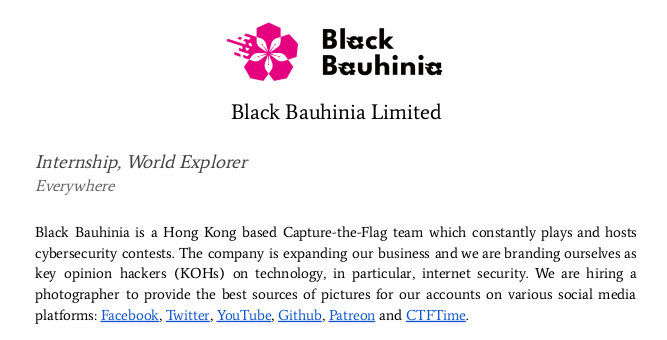 Black
Bauhinia
Black Bauhinia Limited
Internship, World Explorer
Everywhere
Black Bauhinia is a Hong Kong based Capture-the-Flag team which constantly plays and hosts
cybersecurity contests. The company is expanding our business and we are branding ourselves as
key opinion hackers (KOHs) on technology, in particular, internet security. We are hiring a
photographer to provide the best sources of pictures for our accounts on various social media
platforms: Facebook, Twitter, YouTube, Github, Patreon and CTFTime.